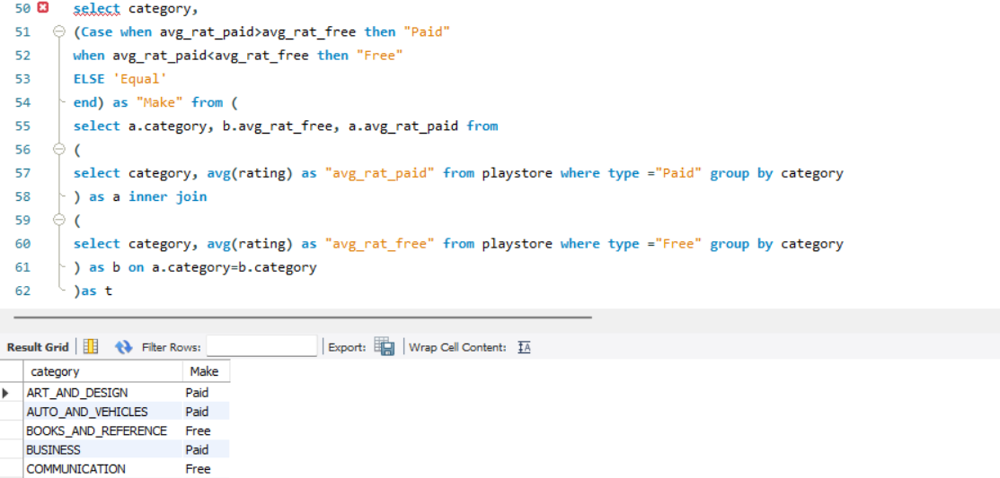 50 select category,
51 (Case when avg_rat_paid>avg_rat_free then "Paid"
52 when avg_rat_paid<avg_rat_free then "Free"
53 ELSE 'Equal'
54 end) as "Make" from (
55 select a.category, b.avg_rat_free, a.avg_rat_paid from
56 (
57 select category, avg(rating) as "avg_rat_paid" from playstore where type ="Paid" group by category
58 ) as a inner join
59 (
60 select category, avg(rating) as "avg_rat_free" from playstore where type ="Free" group by category
61 ) as b on a.category=b.category
62 )as t
Result Grid Filter Rows: Export: Wrap Cell Content: IA
category Make
ART_AND_DESIGN Paid
AUTO_AND_VEHICLES Paid
BOOKS_AND_REFERENCE Free
BUSINESS Paid
COMMUNICATION Free